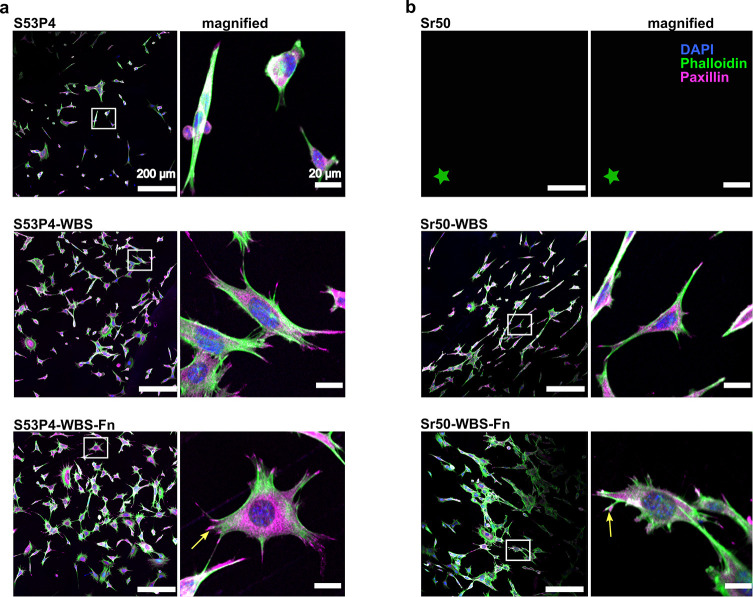 a
S53P4
magnified
200 µm
20 µm
S53P4-WBS
S53P4-WBS-Fn
b
Sr50
magnified
DAPI
Phalloidin
Paxillin
Sr50-WBS
Sr50-WBS-Fn